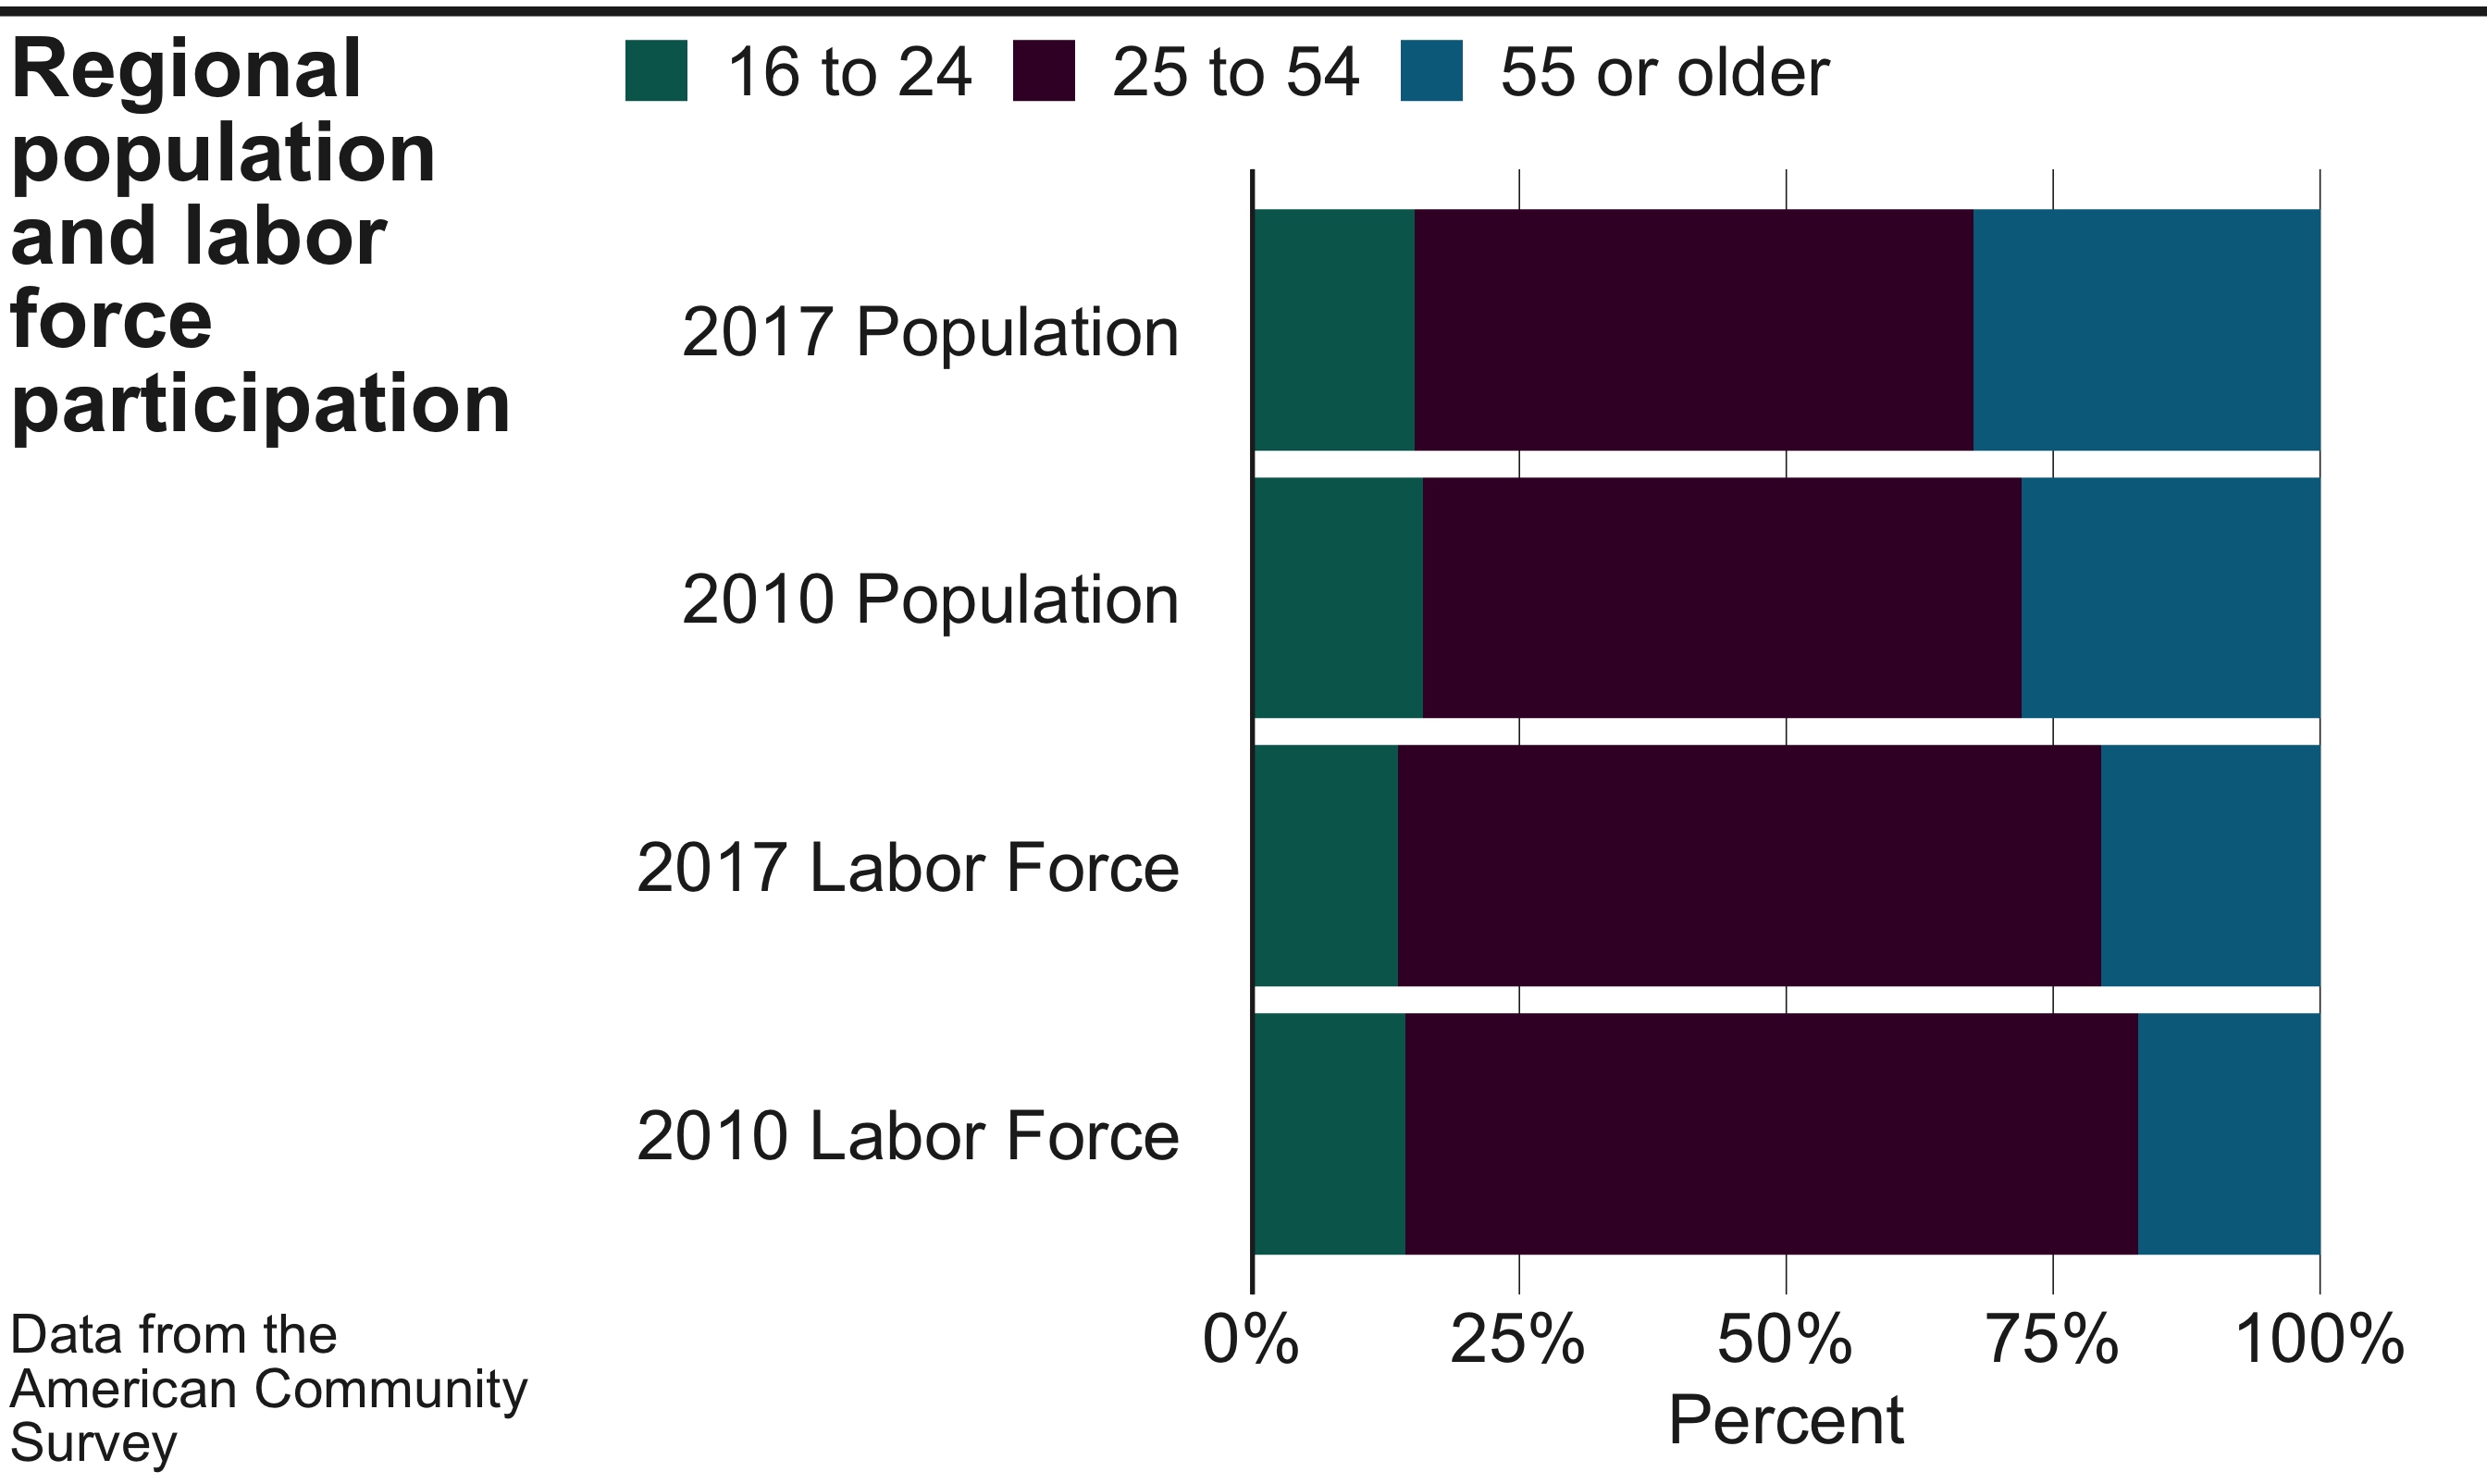 Regional
population
and labor
force
participation
16 to 24
25 to 54
55 or older
2017 Population
2010 Population
2017 Labor Force
2010 Labor Force
0% 25% 50% 75% 100%
Percent
Data from the
American Community
Survey